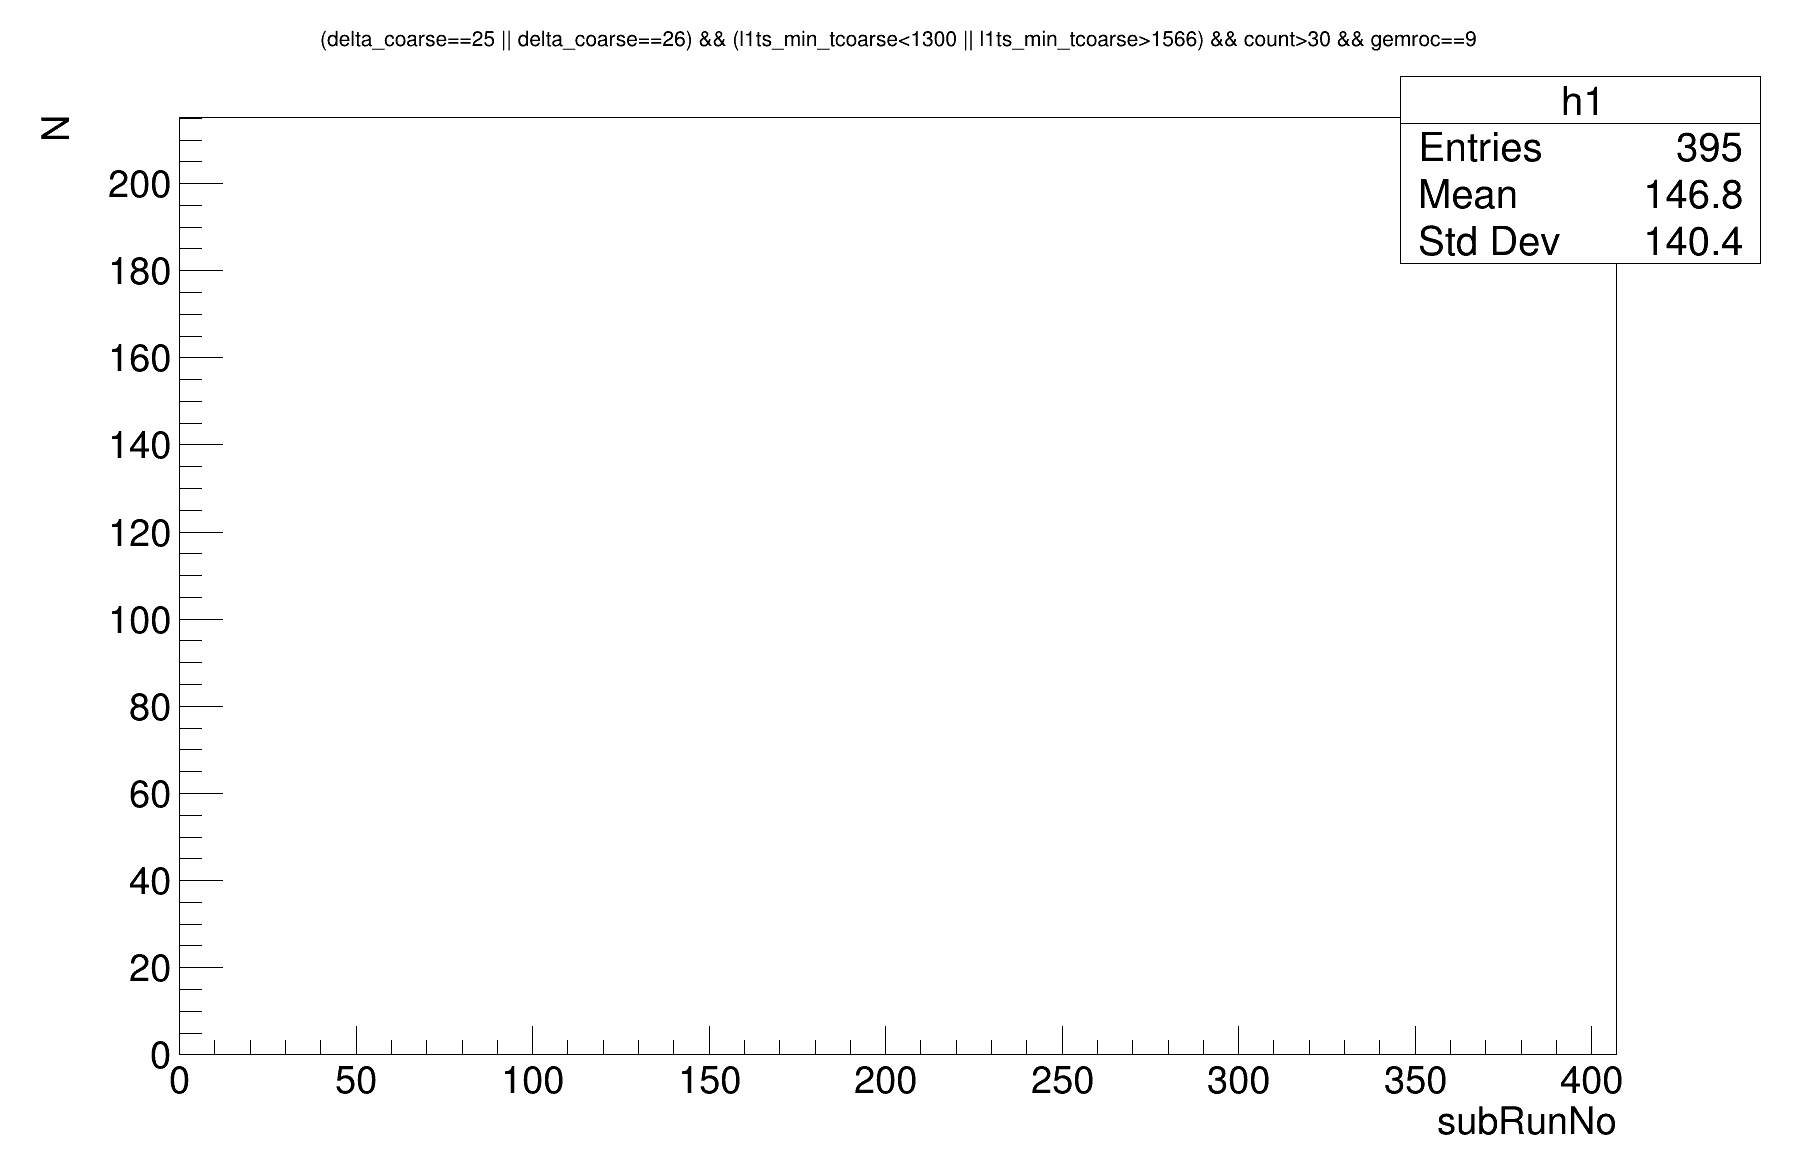 (delta_coarse==25 || delta_coarse==26) && (l1ts_min_tcoarse<1300 || l1ts_min_tcoarse>1566) && count>30 && gemroc==9
h1
Entries 395
Mean 146.8
Std Dev 140.4
N
200
180
160
140
120
100
80
60
40
20
0
0 50 100 150 200 250 300 350 400
subRunNo